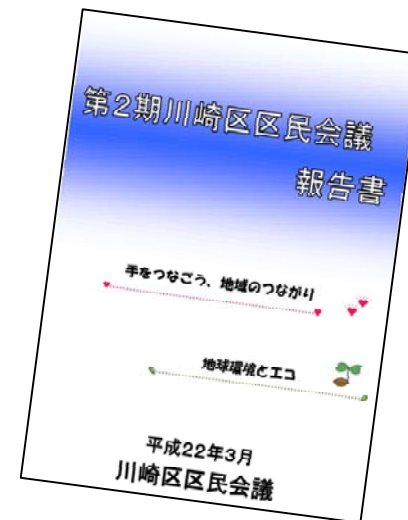 第2期川崎区区民会議
報告書
手をつなごう、地域のつながり
地球環境とエコ
平成22年3月
川崎区区民会議